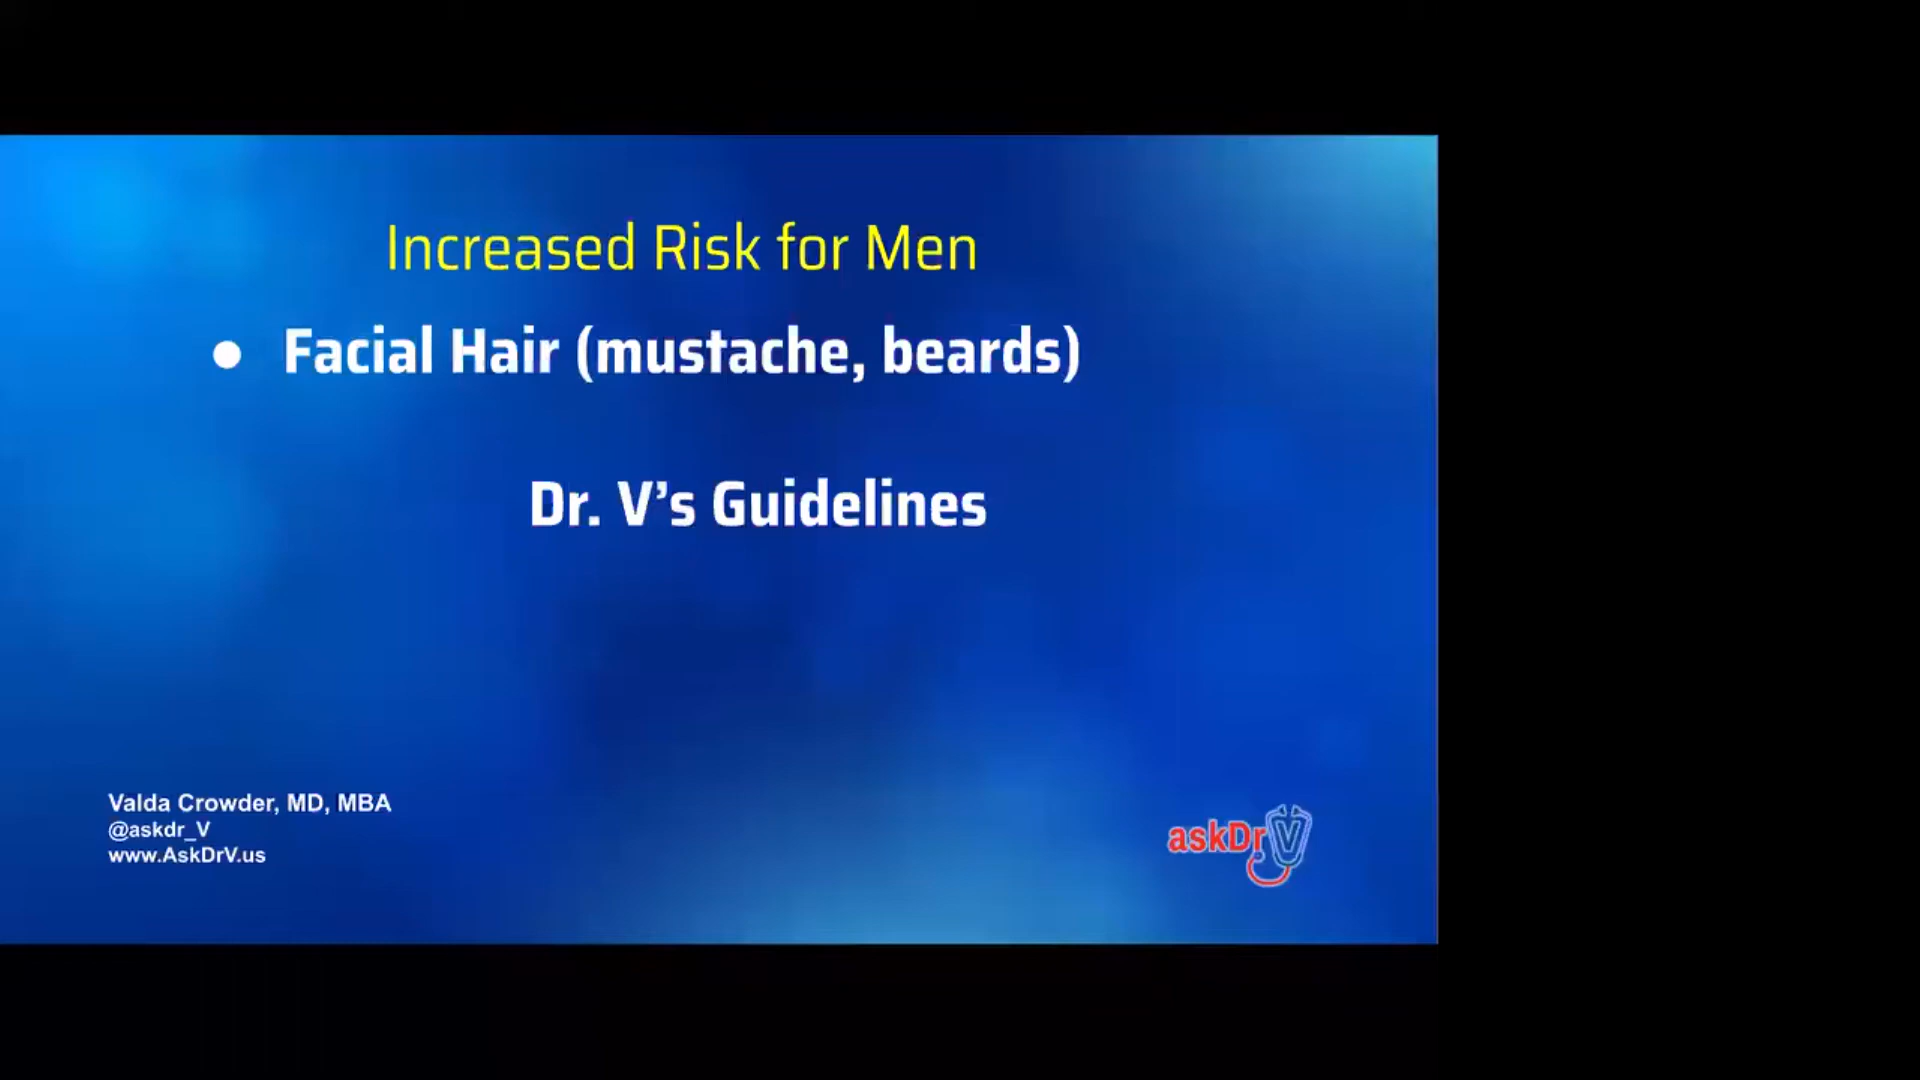 Increased Risk for Men
● Facial Hair (mustache, beards)
Dr. V’s Guidelines
Valda Crowder, MD, MBA
@askdr_V
www.AskDrV.us
askDrV